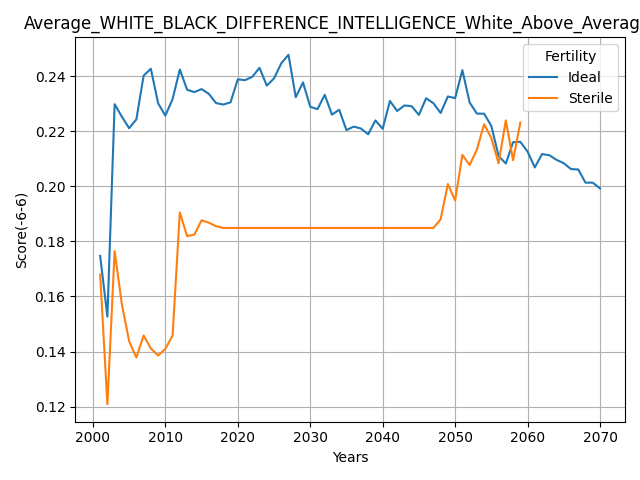 Average_WHITE_BLACK_DIFFERENCE_INTELLIGENCE_White_Above_Averag
Fertility
Ideal
Sterile
Score(-6-6)
0.24
0.22
0.20
0.18
0.16
0.14
0.12
2000 2010 2020 2030 2040 2050 2060 2070
Years